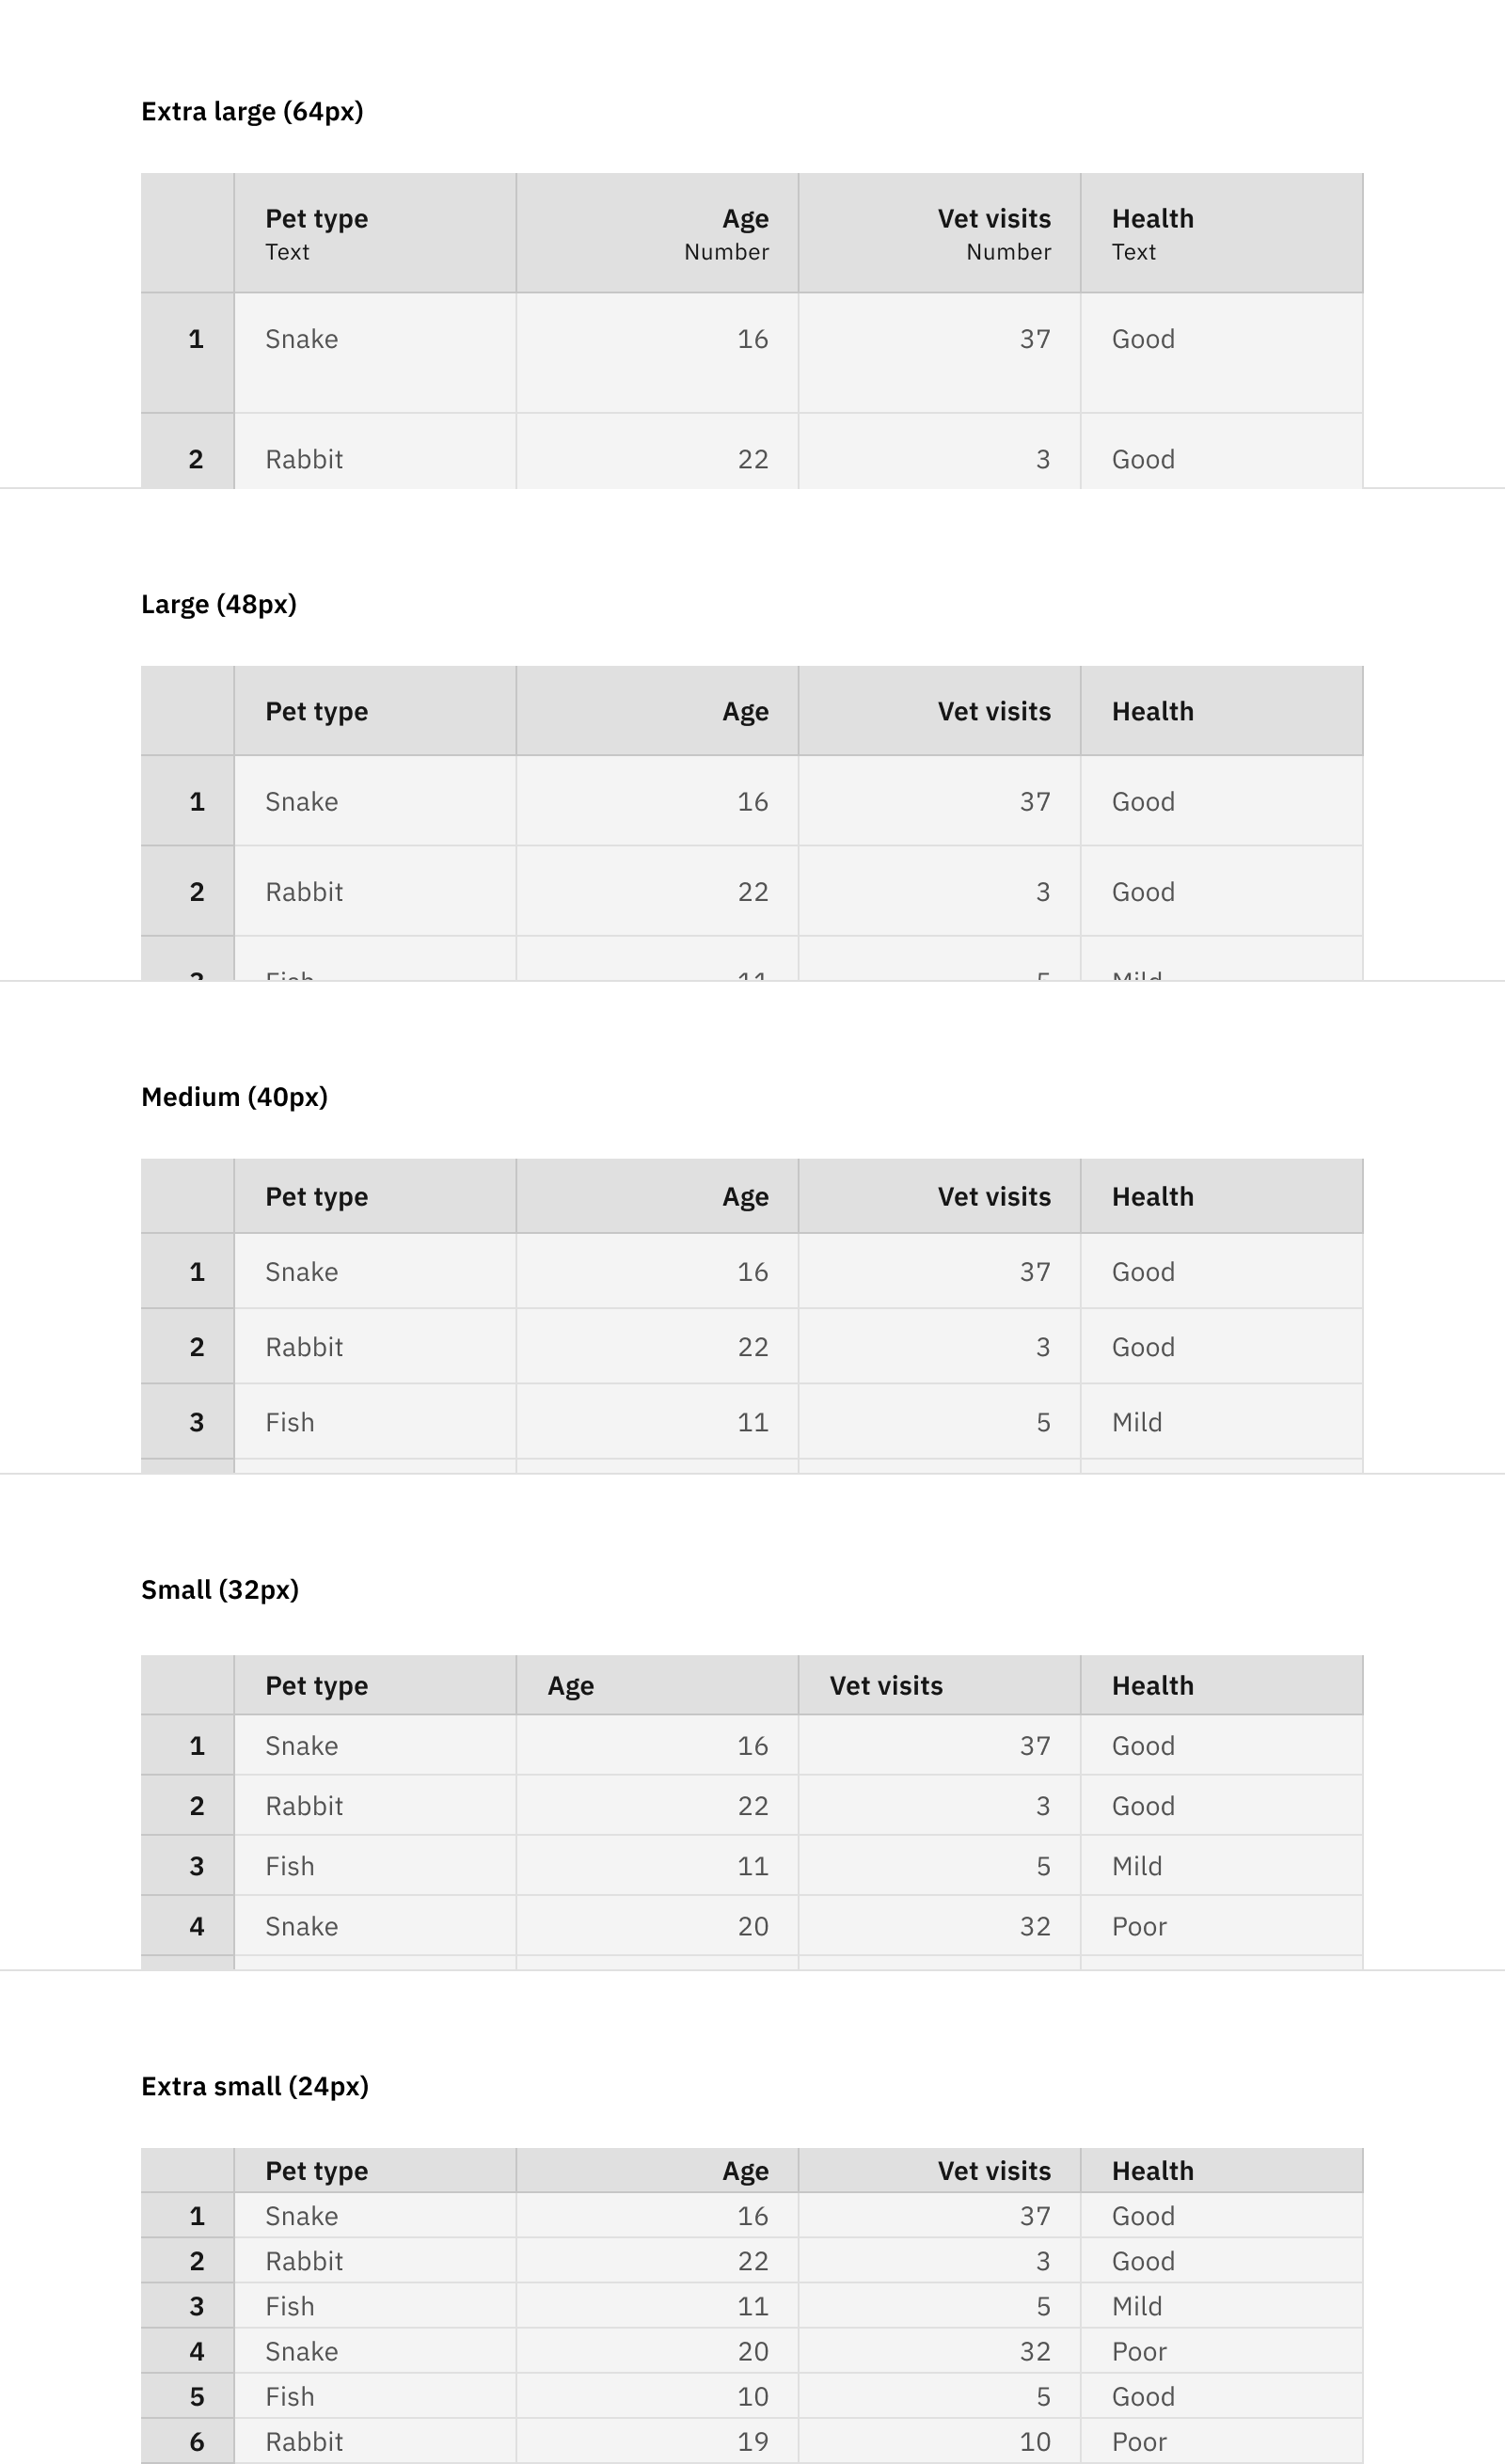 Extra large (64px)
Pet type Age Vet visits Health
Text Number Number Text
1 Snake 16 37 Good
2 Rabbit 22 3 Good
Large (48px)
Pet type Age Vet visits Health
1 Snake 16 37 Good
2 Rabbit 22 3 Good
3 Fish 11 5 Mild
Medium (40px)
Pet type Age Vet visits Health
1 Snake 16 37 Good
2 Rabbit 22 3 Good
3 Fish 11 5 Mild
Small (32px)
Pet type Age Vet visits Health
1 Snake 16 37 Good
2 Rabbit 22 3 Good
3 Fish 11 5 Mild
4 Snake 20 32 Poor
Extra small (24px)
Pet type Age Vet visits Health
1 Snake 16 37 Good
2 Rabbit 22 3 Good
3 Fish 11 5 Mild
4 Snake 20 32 Poor
5 Fish 10 5 Good
6 Rabbit 19 10 Poor